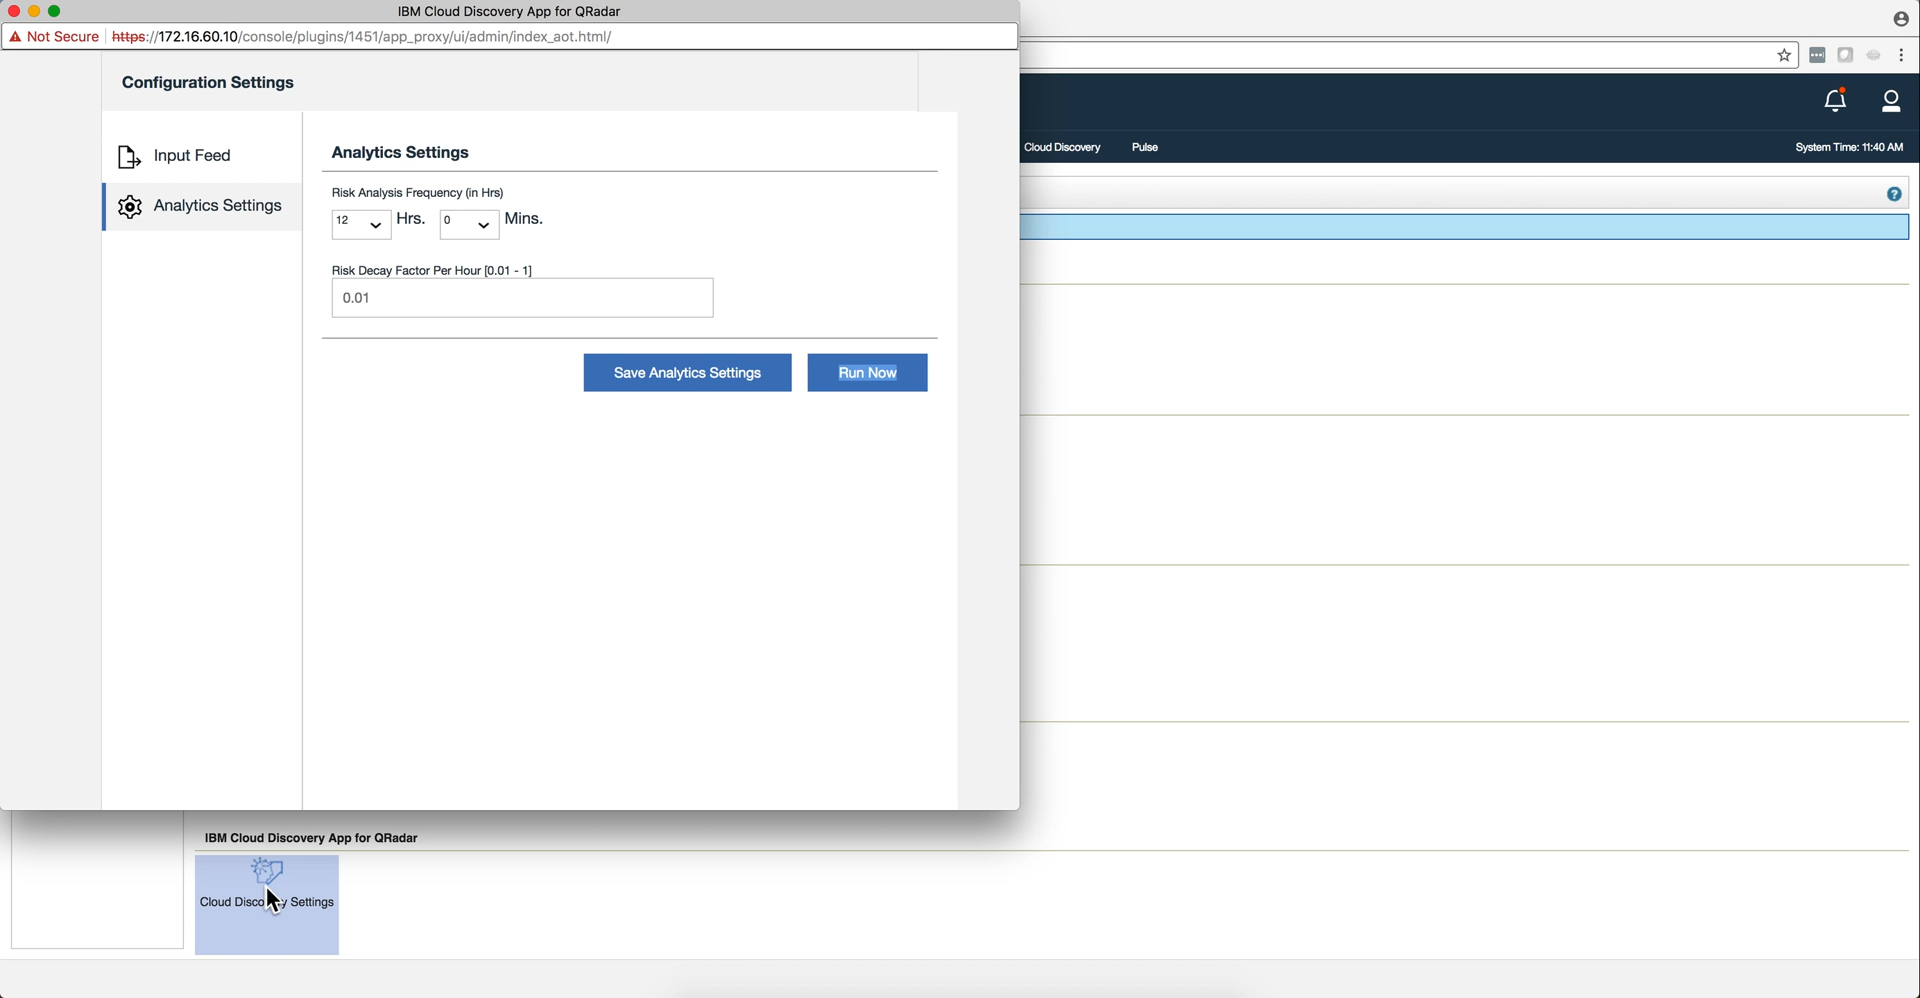 IBM Cloud Discovery App for QRadar
Not Secure https://172.16.60.10/console/plugins/1451/app_proxy/ui/admin/index_aot.html/
Configuration Settings
Input Feed
Analytics Settings
Analytics Settings
Risk Analysis Frequency (in Hrs)
12 Hrs. 0 Mins.
Risk Decay Factor Per Hour [0.01 - 1]
0.01
Save Analytics Settings Run Now
Cloud Discovery Pulse System Time: 11:40 AM
?
IBM Cloud Discovery App for QRadar
Cloud Discovery Settings